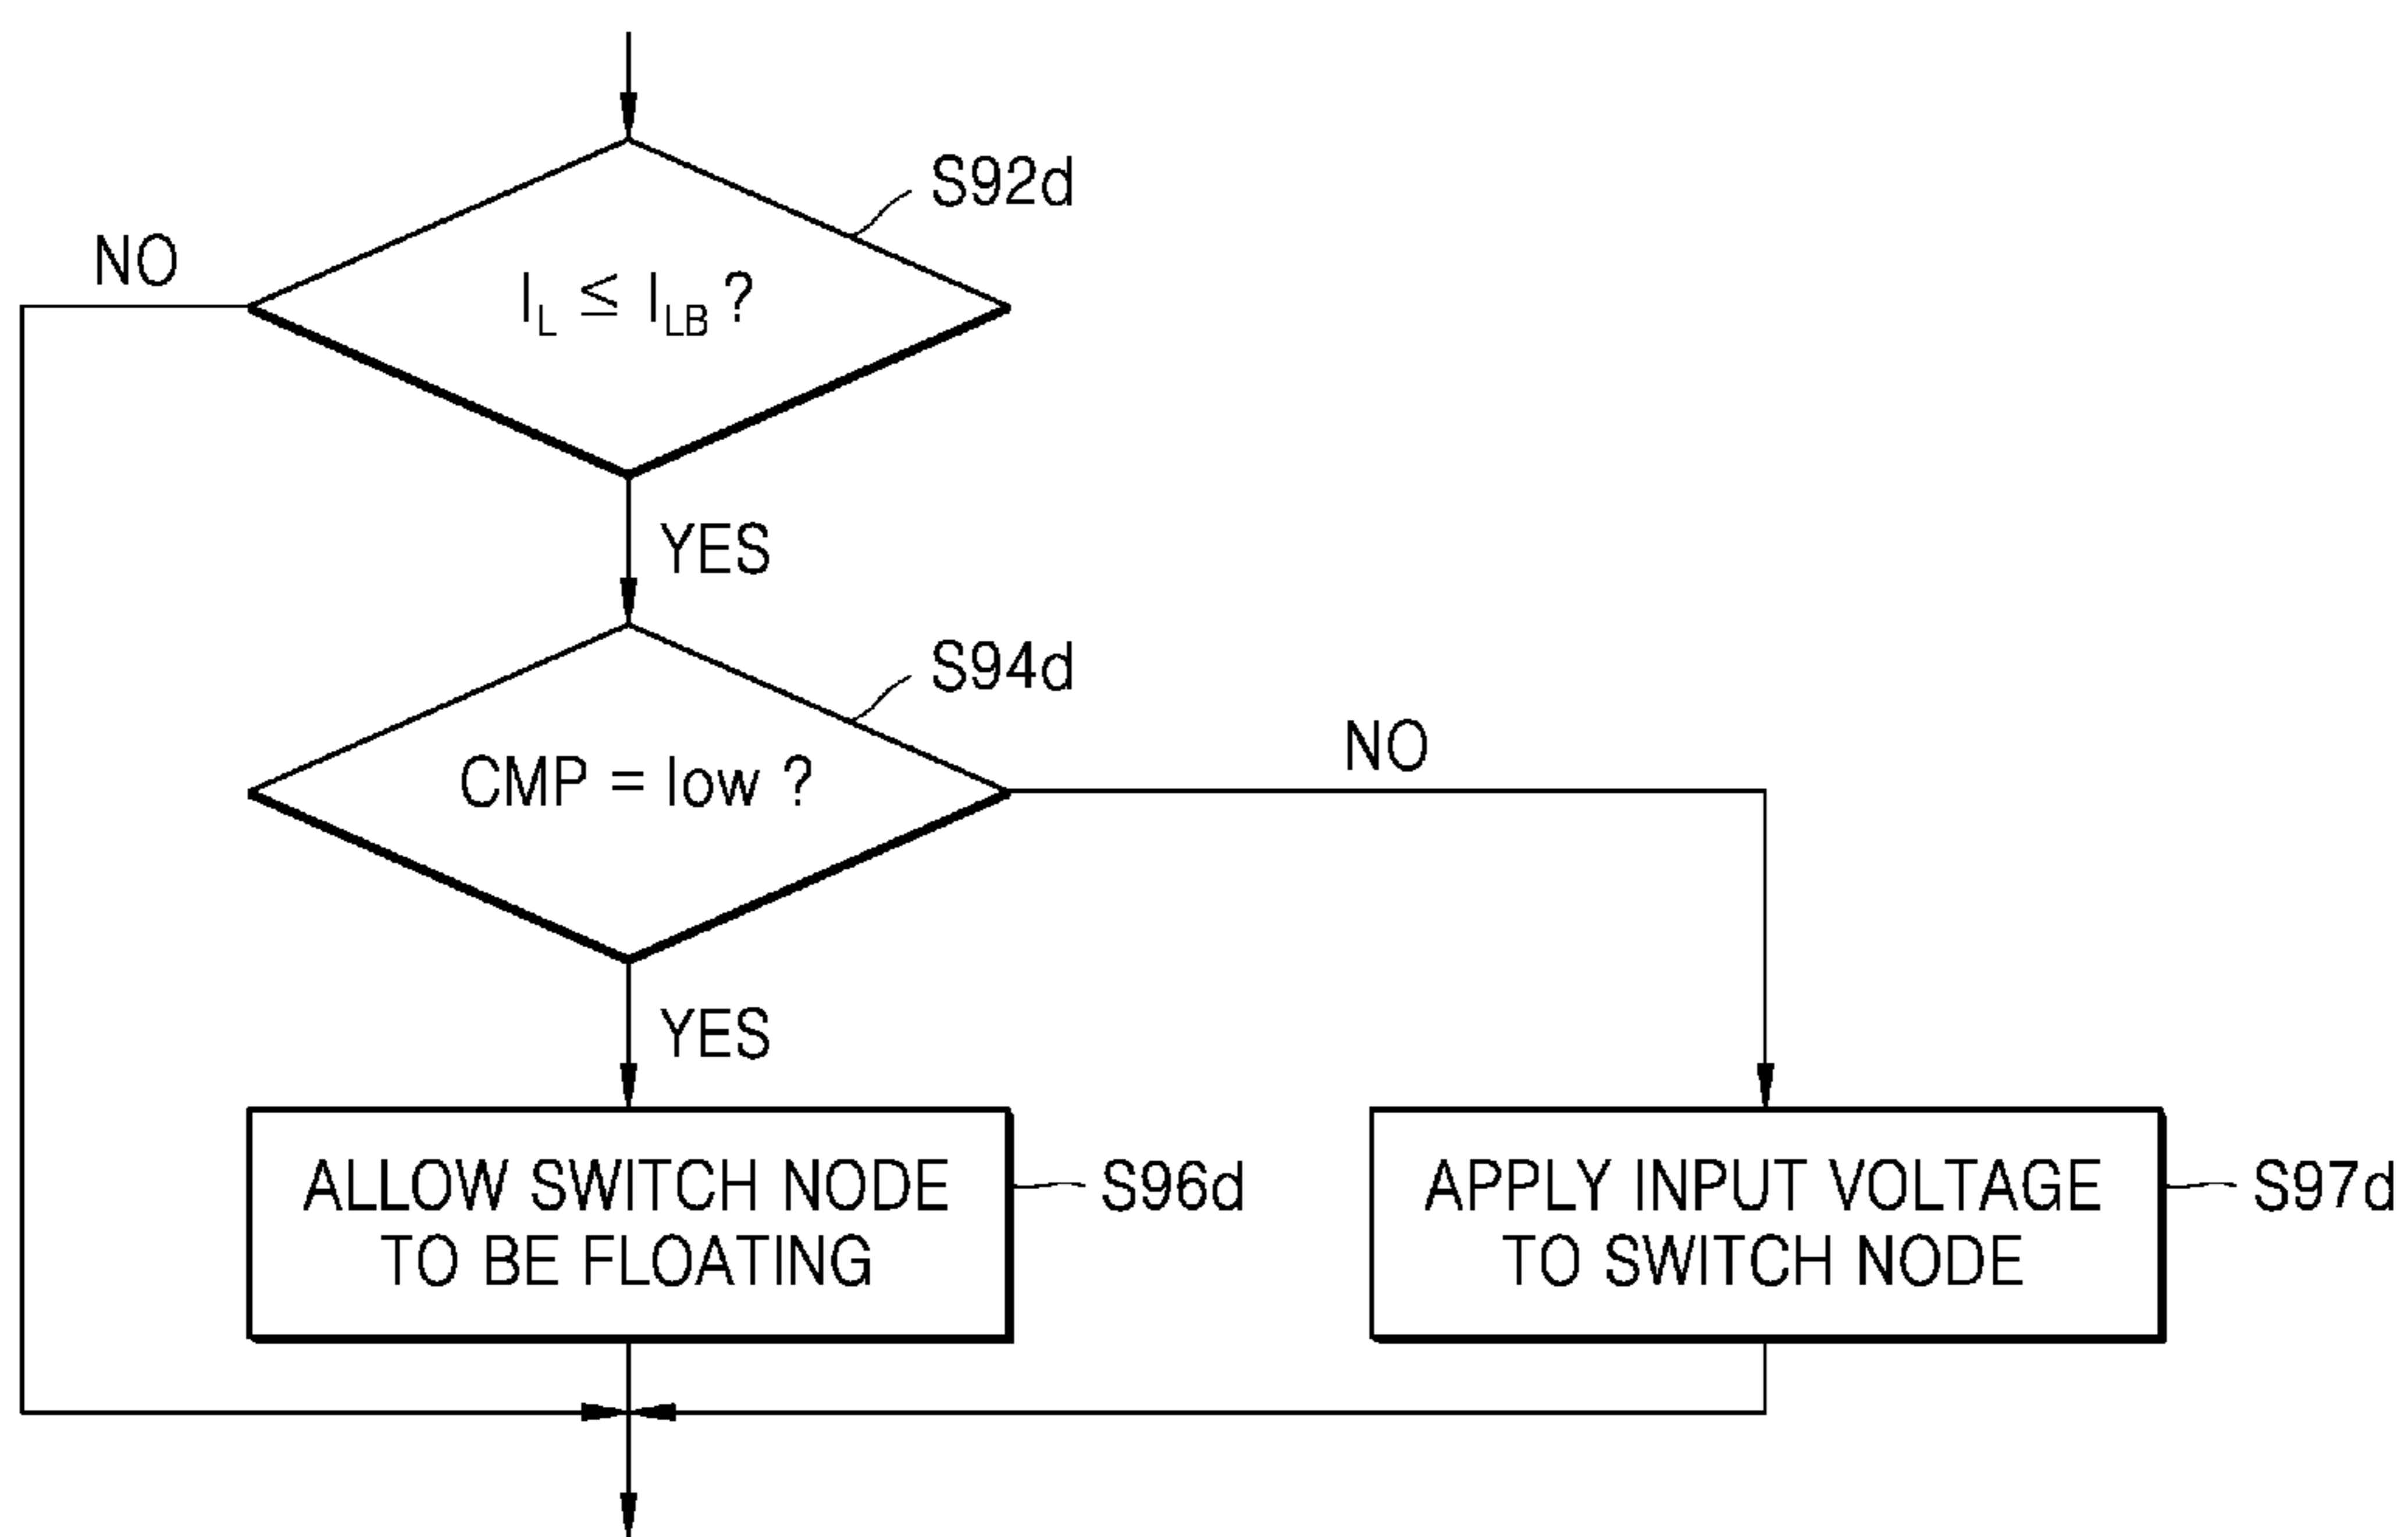 S92d
NO
I_L ≤ I_LB ?
YES
S94d
NO
CMP = low ?
YES
ALLOW SWITCH NODE
TO BE FLOATING
S96d
APPLY INPUT VOLTAGE
TO SWITCH NODE
S97d